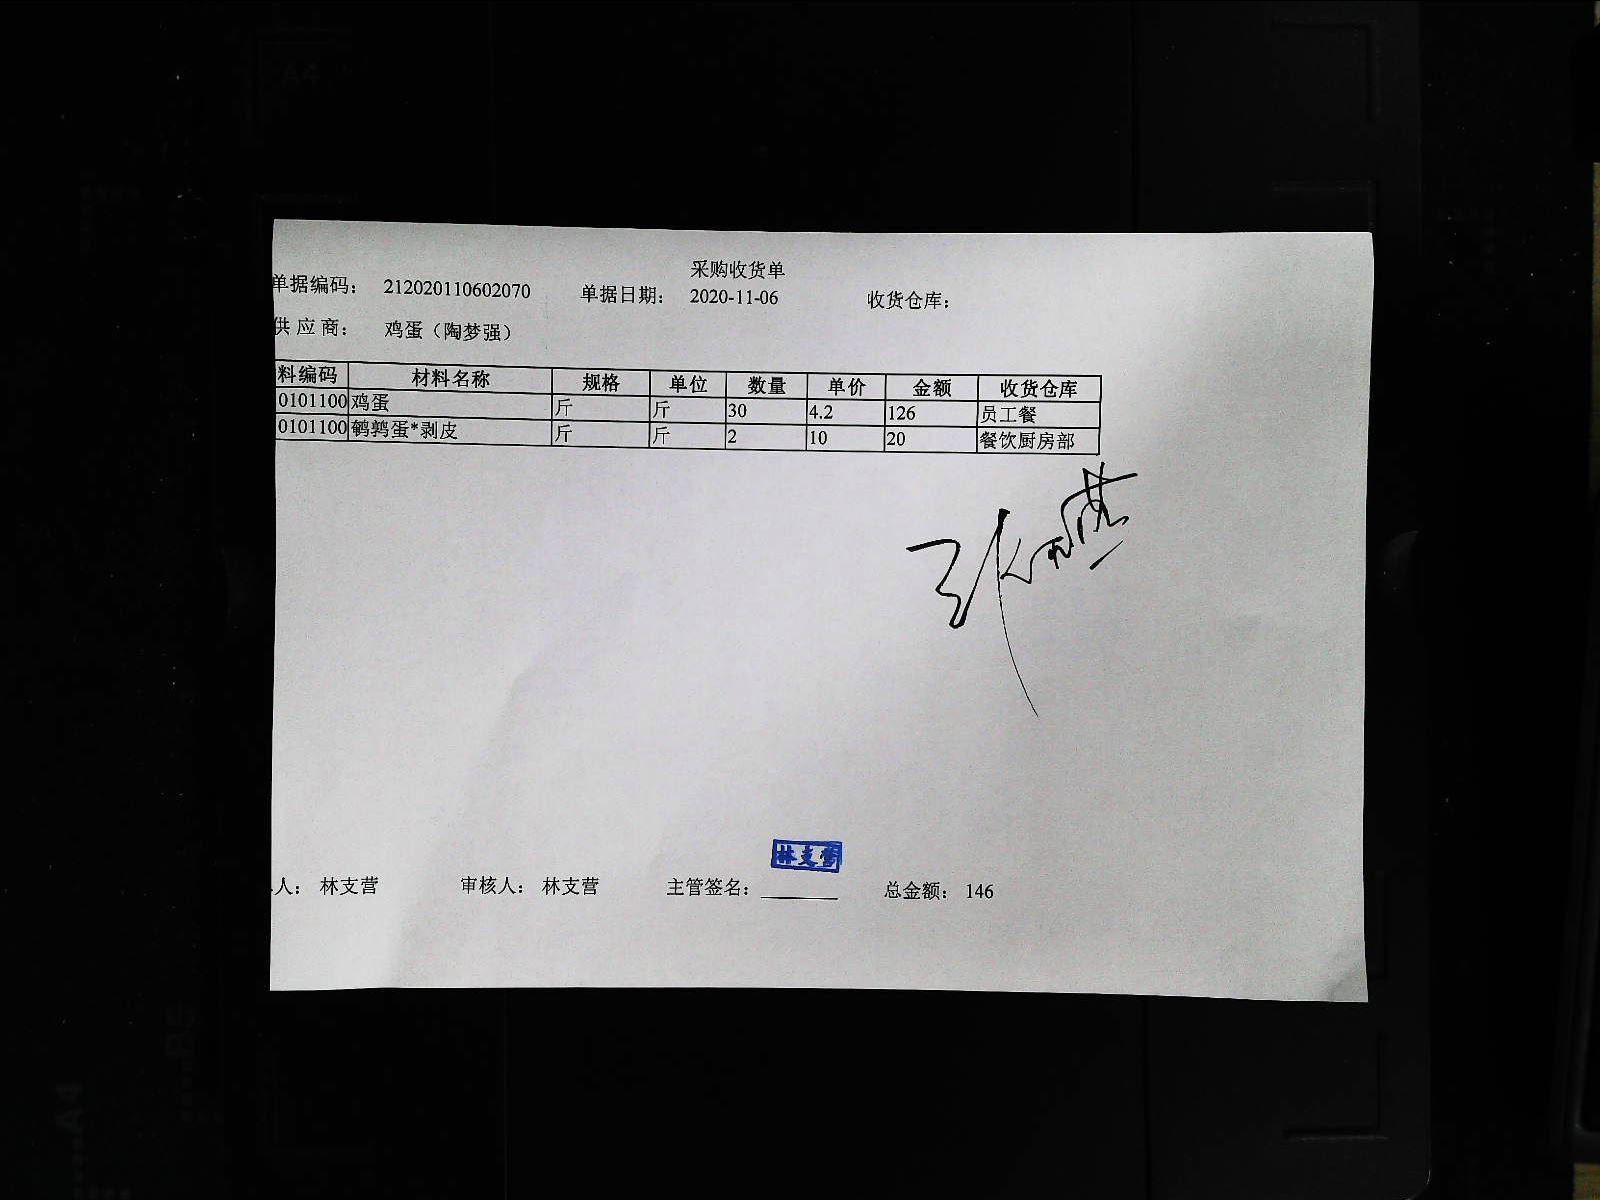 采购收货单
单据编码： 212020110602070 单据日期： 2020-11-06 收货仓库：
供 应 商： 鸡蛋（陶梦强）
料编码 材料名称 规格 单位 数量 单价 金额 收货仓库
0101100 鸡蛋 斤 斤 30 4.2 126 员工餐
0101100 鹌鹑蛋*剥皮 斤 斤 2 10 20 餐饮厨房部
林支营
人： 林支营 审核人： 林支营 主管签名： 总金额： 146